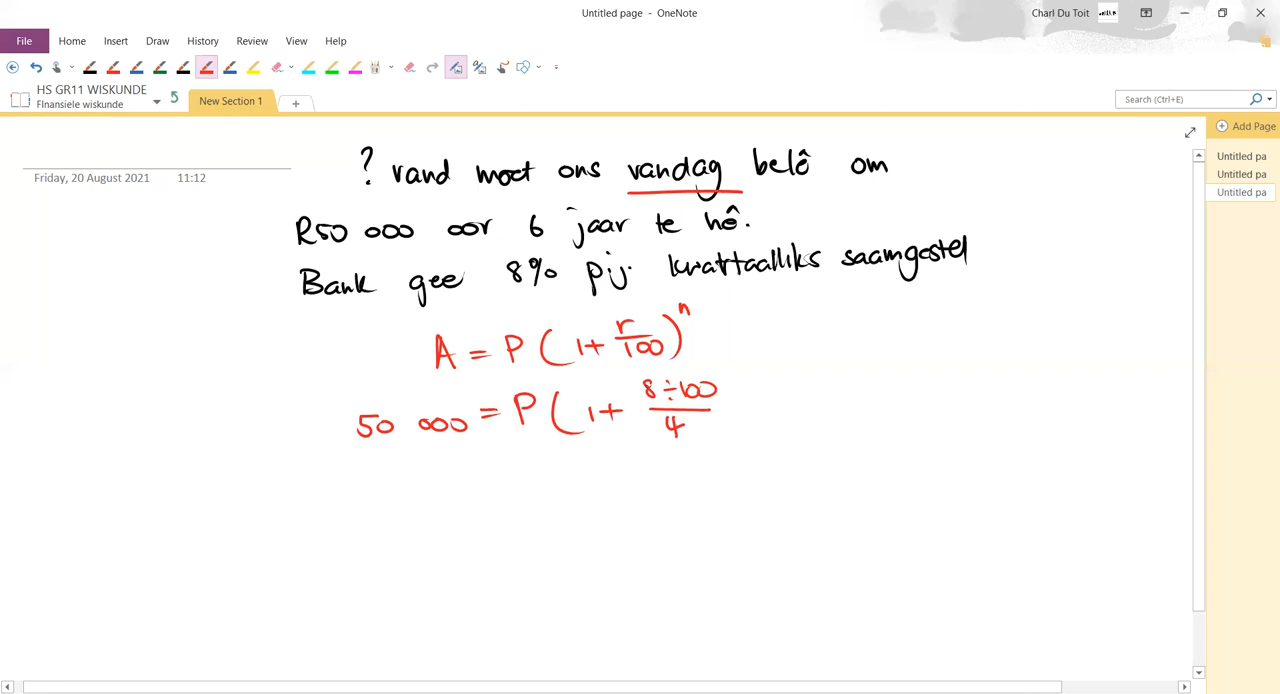 Untitled page - OneNote
Charl Du Toit
File Home Insert Draw History Review View Help
HS GR11 WISKUNDE
FInansiele wiskunde
New Section 1
Search (Ctrl+E)
Add Page
Untitled pa
Untitled pa
Untitled pa
Friday, 20 August 2021 11:12
? rand moet ons vandag belê om
R50 000 oor 6 jaar te hê.
Bank gee 8% pj. kwartaalliks saamgestel
A = P (1+ r/100)^n
50 000 = P (1+ 8÷100/4